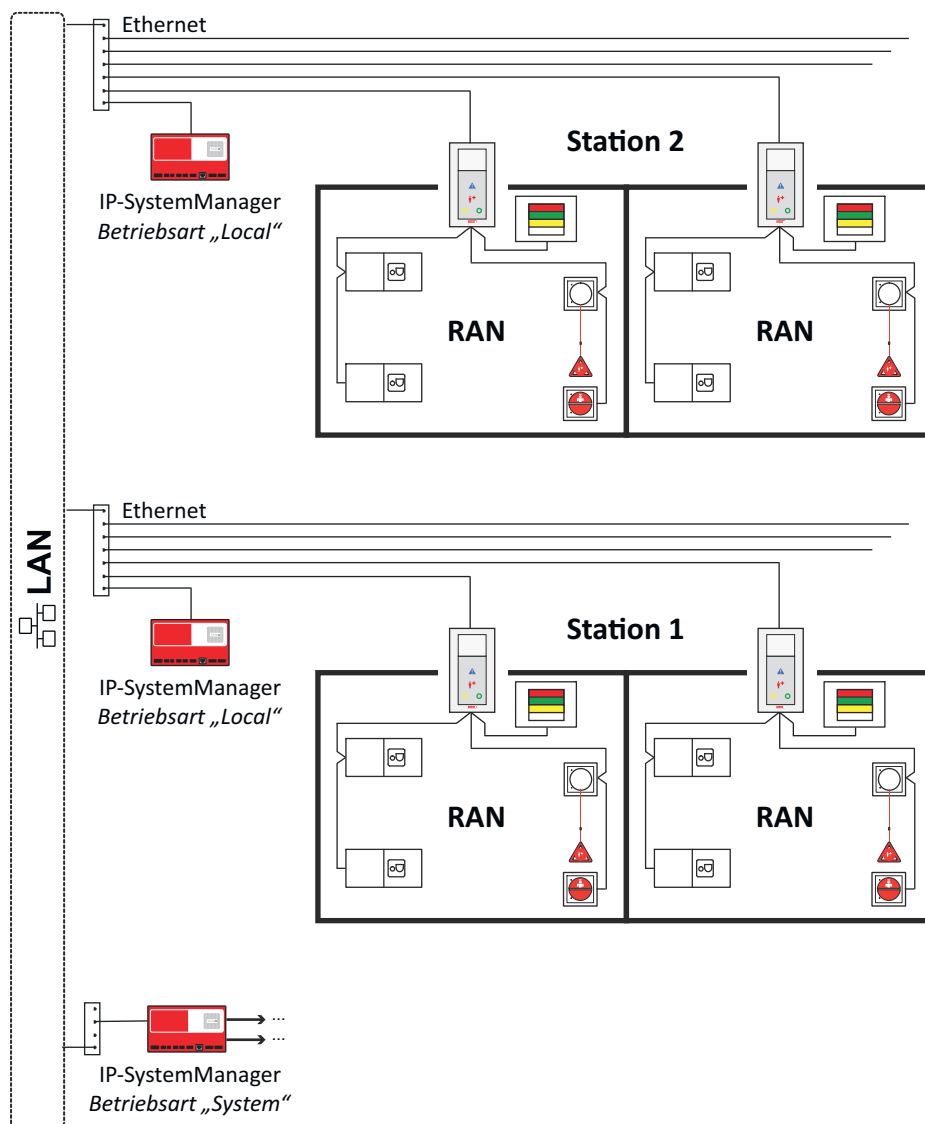 Ethernet
Station 2
IP-SystemManager
Betriebsart „Local“
RAN
RAN
LAN
Ethernet
Station 1
IP-SystemManager
Betriebsart „Local“
RAN
RAN
...
...
IP-SystemManager
Betriebsart „System“